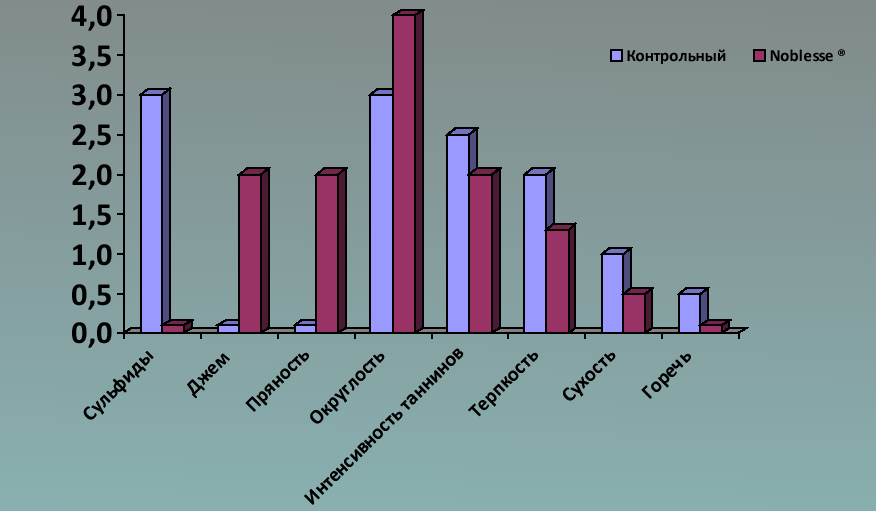 4,0
3,5
3,0
2,5
2,0
1,5
1,0
0,5
0,0
Контрольный
Noblesse ®
Сульфиды
Джем
Пряность
Округлость
Интенсивность таннинов
Терпкость
Сухость
Горечь